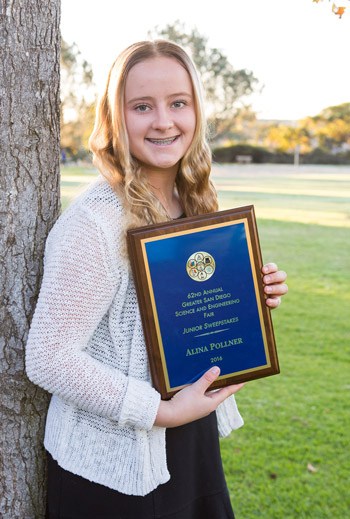 62nd Annual
Greater San Diego
Science and Engineering
Fair
Junior Sweepstakes
Alina Pollner
2016